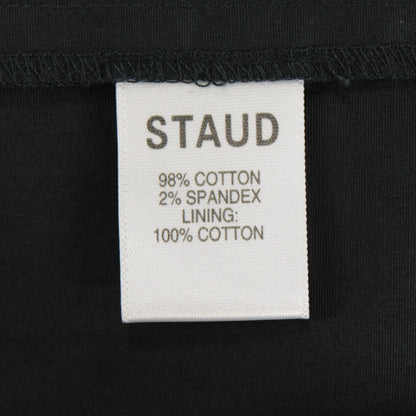 STAUD
98% COTTON
2% SPANDEX
LINING:
100% COTTON